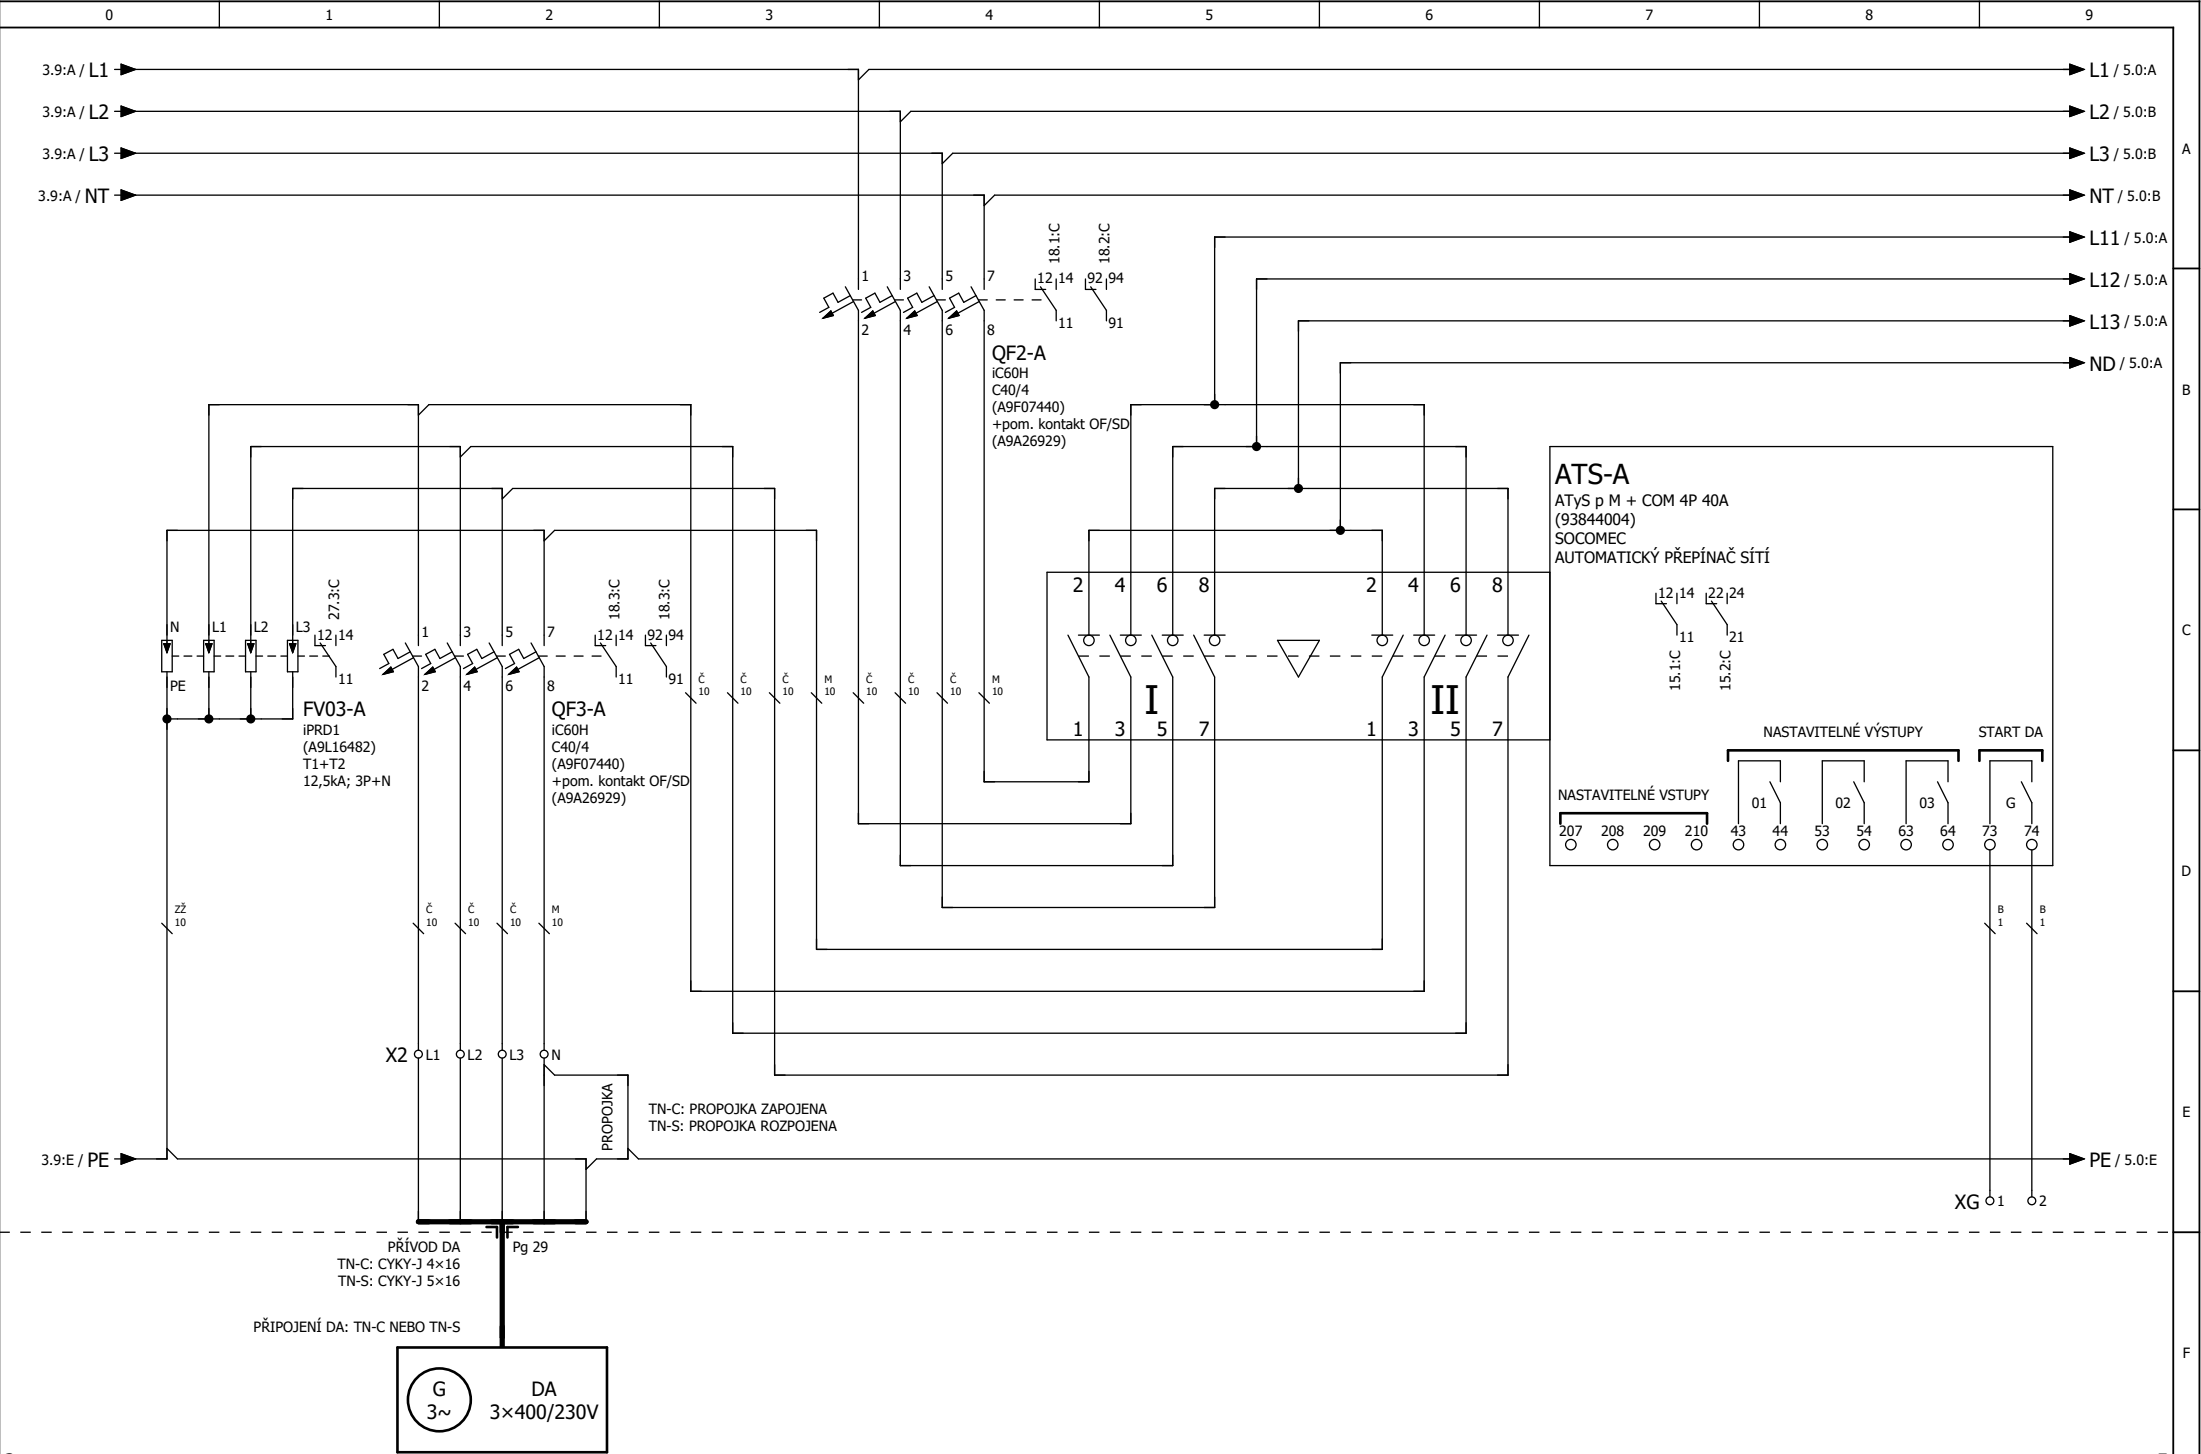 0 1 2 3 4 5 6 7 8 9
3.9:A / L1
L1 / 5.0:A
3.9:A / L2
L2 / 5.0:B
3.9:A / L3
L3 / 5.0:B
A
3.9:A / NT
NT / 5.0:B
L11 / 5.0:A
L12 / 5.0:A
L13 / 5.0:A
ND / 5.0:A
B
18.1:C
18.2:C
1 3 5 7
12 14
92 94
2 4 6 8
11
91
QF2-A
iC60H
C40/4
(A9F07440)
+pom. kontakt OF/SD
(A9A26929)
ATS-A
ATyS p M + COM 4P 40A
(93844004)
SOCOMEC
AUTOMATICKÝ PŘEPÍNAČ SÍTÍ
12 14
22 24
11
21
15.1:C
15.2:C
C
2 4 6 8
2 4 6 8
I
II
1 3 5 7
1 3 5 7
27.3:C
18.3:C
18.3:C
N L1 L2 L3
12 14
11
PE
FV03-A
iPRD1
(A9L16482)
T1+T2
12,5kA; 3P+N
1 3 5 7
2 4 6 8
12 14
92 94
11
91
QF3-A
iC60H
C40/4
(A9F07440)
+pom. kontakt OF/SD
(A9A26929)
Č Č Č M Č Č Č M
10 10 10 10 10 10 10 10
NASTAVITELNÉ VÝSTUPY
START DA
NASTAVITELNÉ VSTUPY
01 02 03 G
207 208 209 210 43 44 53 54 63 64 73 74
D
ZŽ
10
Č Č Č M
10 10 10 10
B B
1 1
X2 L1 L2 L3 N
PROPOJKA
TN-C: PROPOJKA ZAPOJENA
TN-S: PROPOJKA ROZPOJENA
E
3.9:E / PE
PE / 5.0:E
XG 1 2
PŘÍVOD DA
TN-C: CYKY-J 4×16
TN-S: CYKY-J 5×16
Pg 29
PŘIPOJENÍ DA: TN-C NEBO TN-S
F
G
3~
DA
3×400/230V